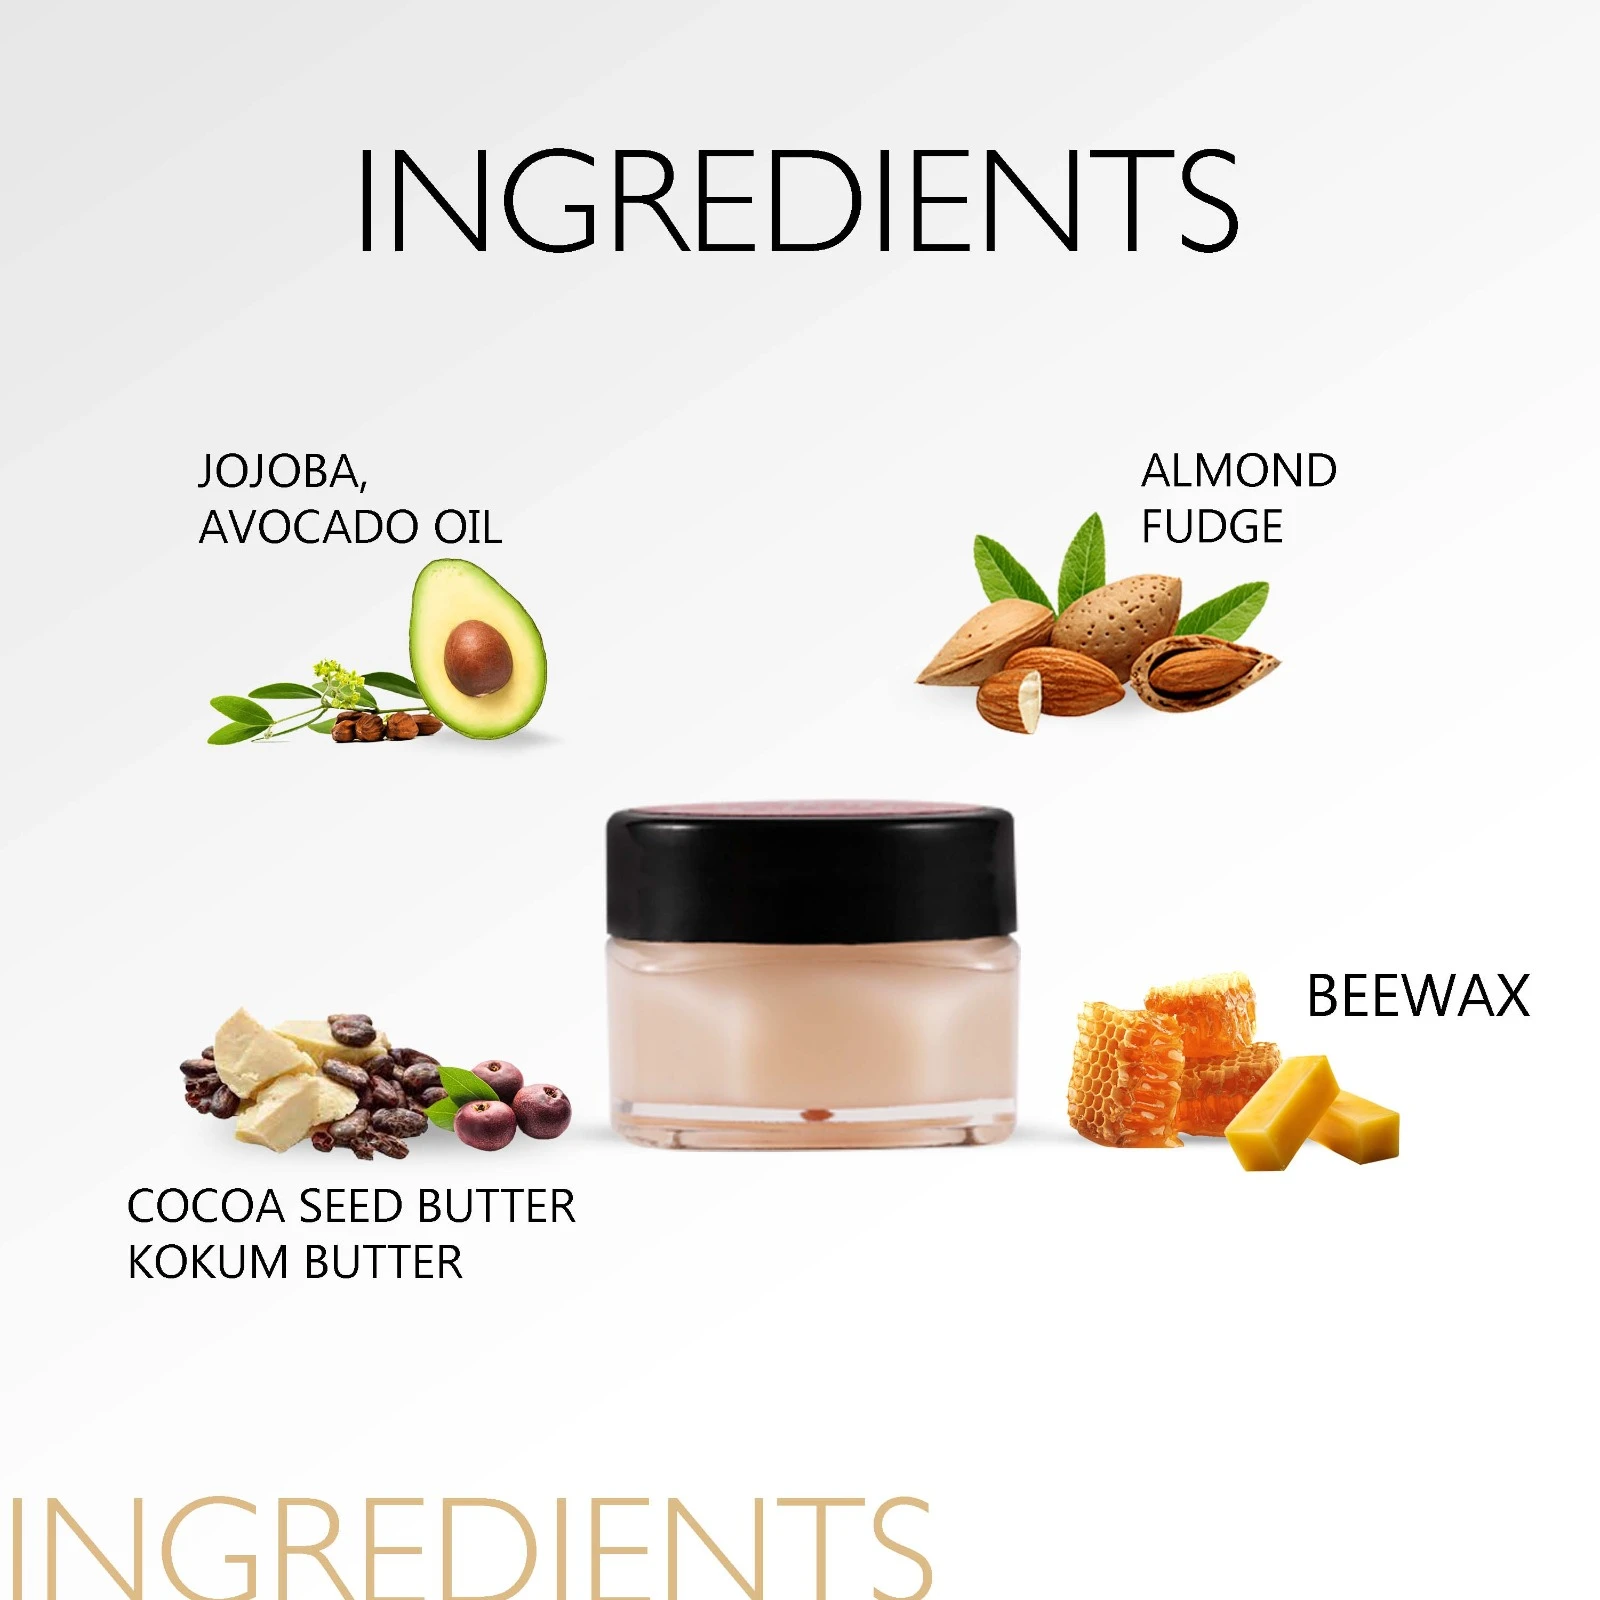 INGREDIENTS
JOJOBA,
AVOCADO OIL
ALMOND
FUDGE
BEEWAX
COCOA SEED BUTTER
KOKUM BUTTER
INGREDIENTS